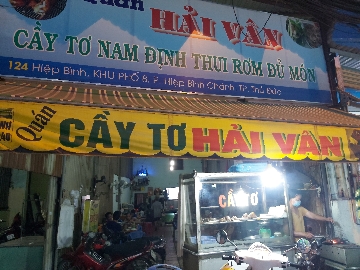 Quán HẢI VÂN
CẦY TƠ NAM ĐỊNH THUI RƠM ĐỦ MÓN
124 Hiệp Bình, KHU PHỐ 8, P. Hiệp Bình Chánh, TP. Thủ Đức
Quán CẦY TƠ HẢI VÂN
CẦY TƠ